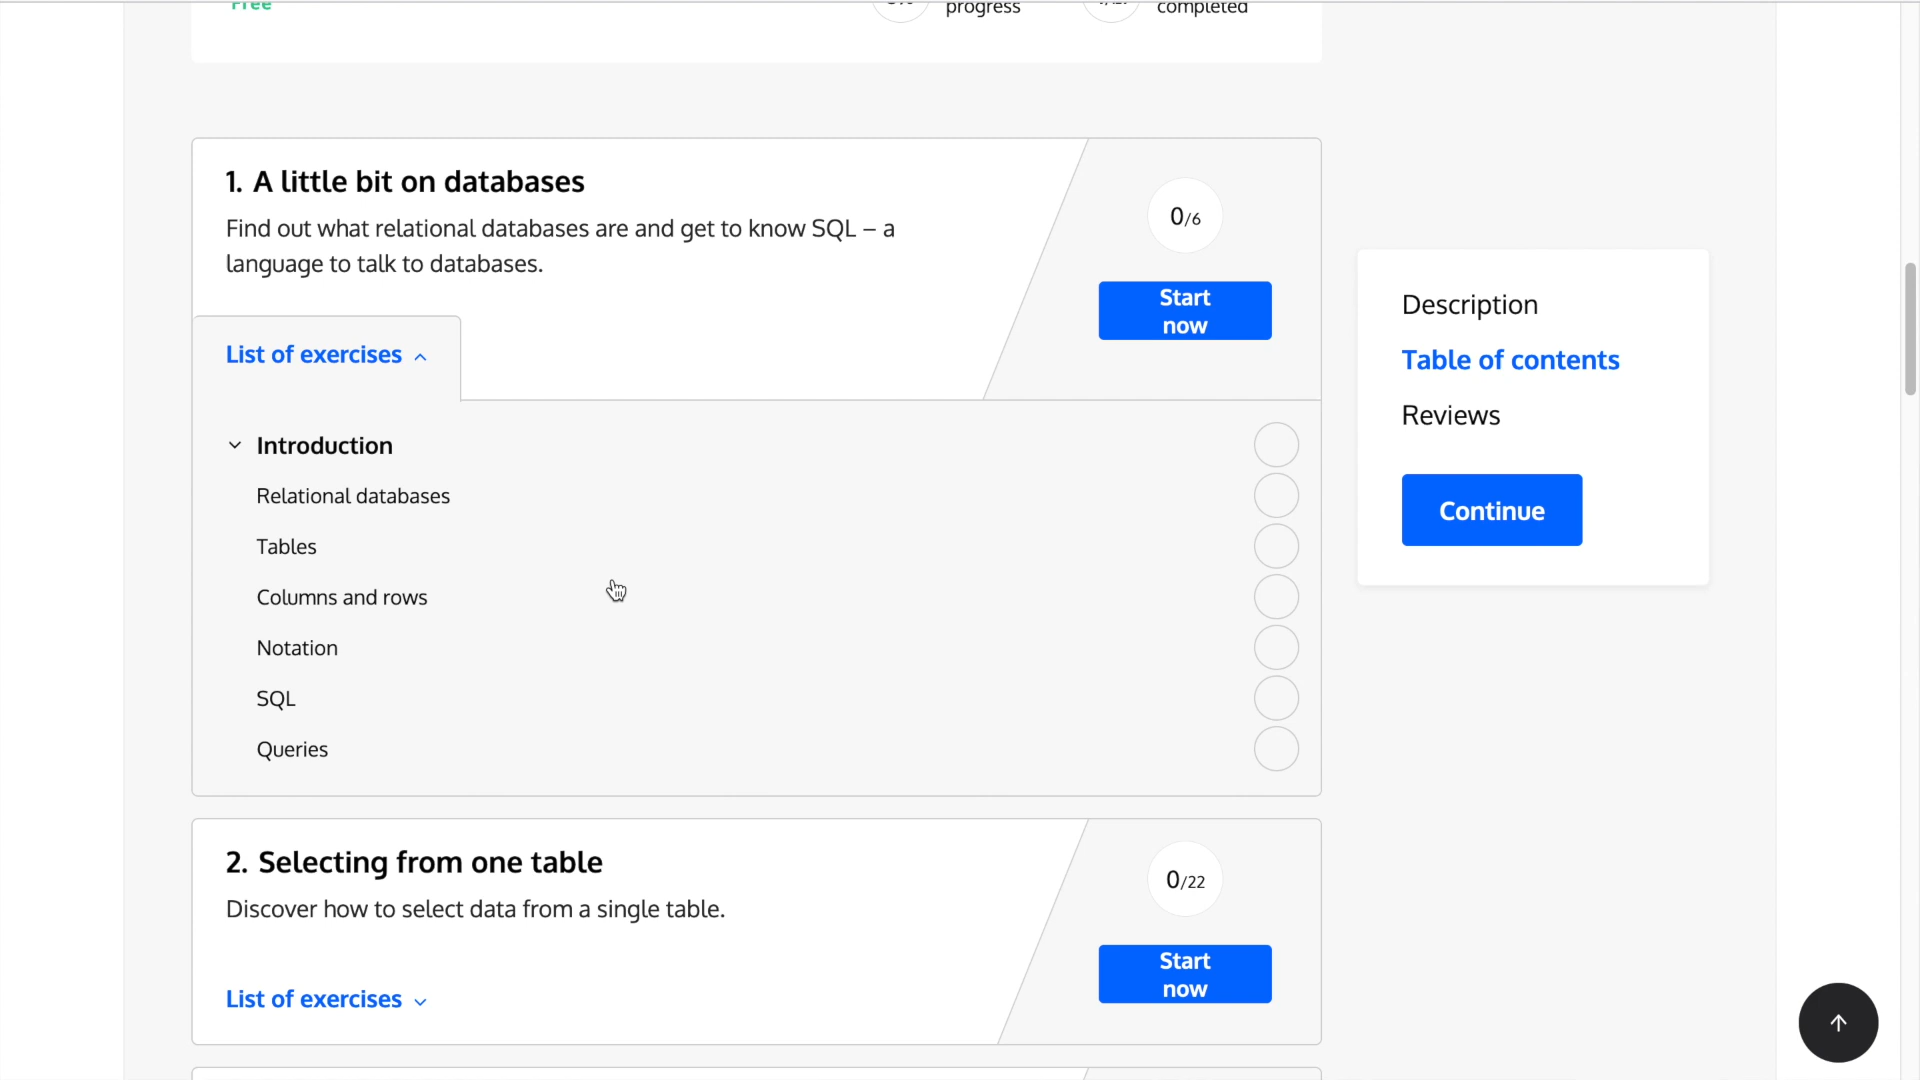 Free
progress
completed
1. A little bit on databases
Find out what relational databases are and get to know SQL – a
language to talk to databases.
0/6
Start
now
List of exercises
Introduction
Relational databases
Tables
Columns and rows
Notation
SQL
Queries
Description
Table of contents
Reviews
Continue
2. Selecting from one table
Discover how to select data from a single table.
0/22
Start
now
List of exercises